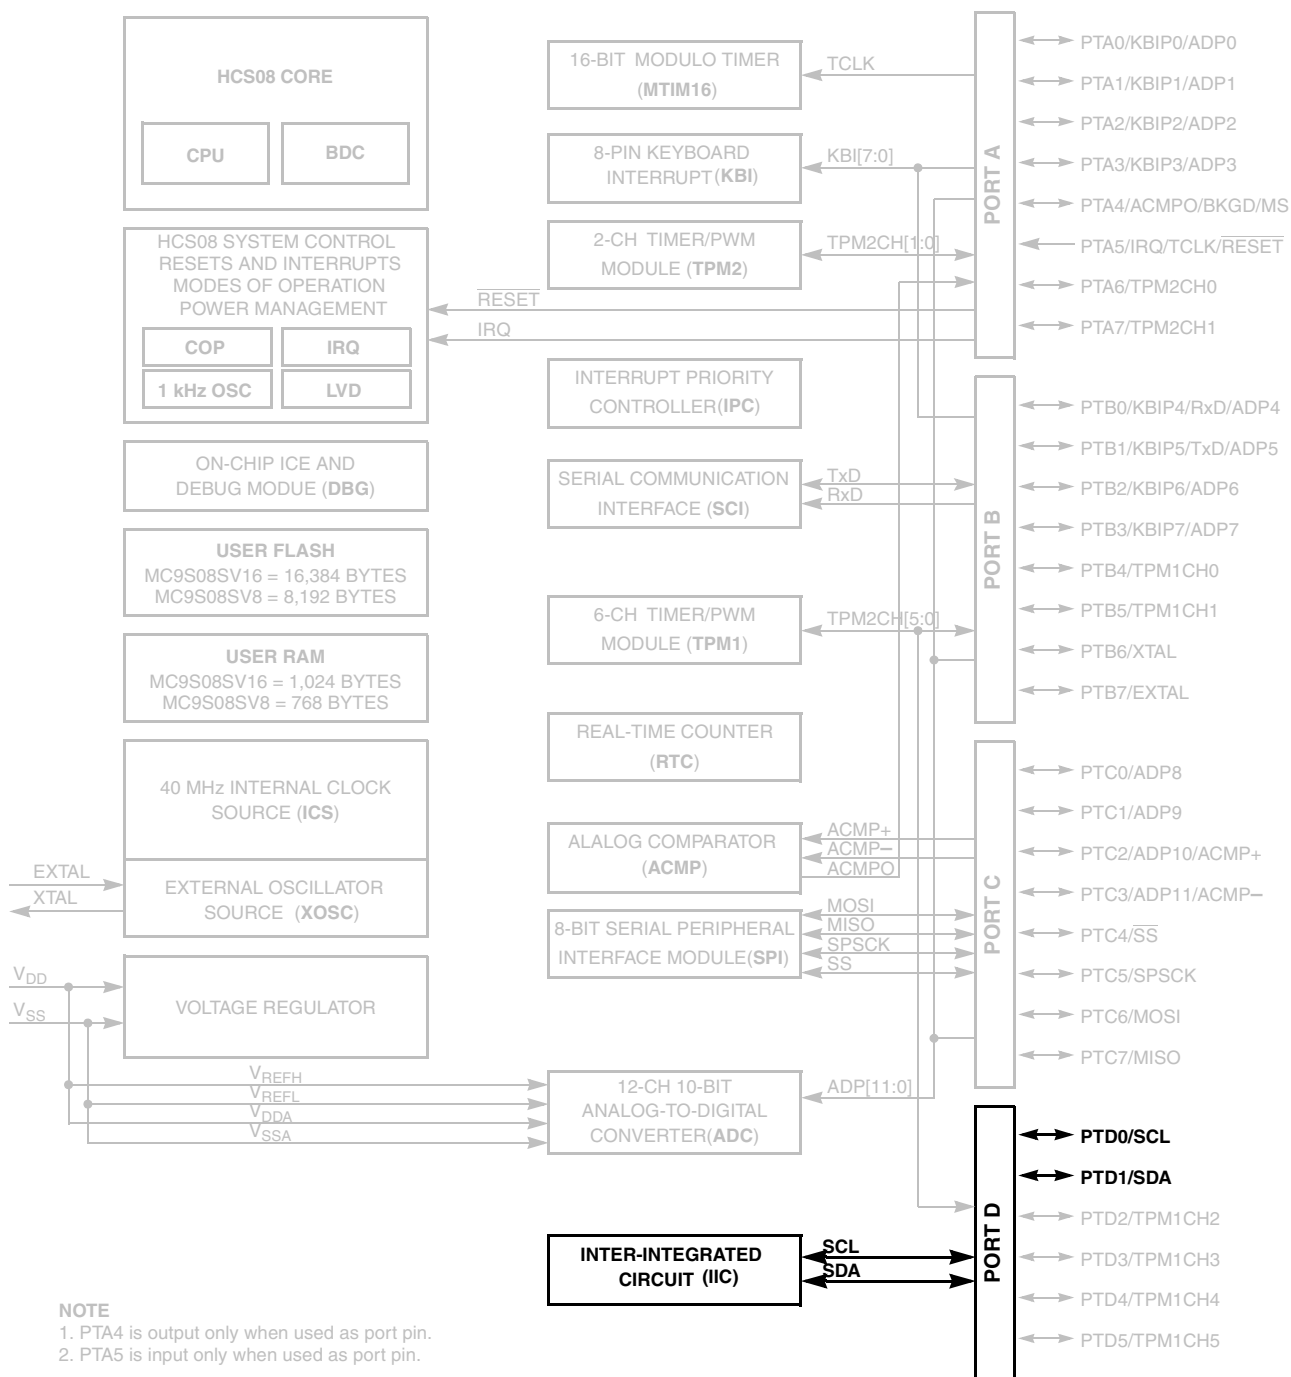 HCS08 CORE
CPU
BDC
HCS08 SYSTEM CONTROL
RESETS AND INTERRUPTS
MODES OF OPERATION
POWER MANAGEMENT
COP
IRQ
1 kHz OSC
LVD
ON-CHIP ICE AND
DEBUG MODUE (DBG)
USER FLASH
MC9S08SV16 = 16,384 BYTES
MC9S08SV8 = 8,192 BYTES
USER RAM
MC9S08SV16 = 1,024 BYTES
MC9S08SV8 = 768 BYTES
40 MHz INTERNAL CLOCK
SOURCE (ICS)
EXTERNAL OSCILLATOR
SOURCE (XOSC)
EXTAL
XTAL
VDD
VSS
VOLTAGE REGULATOR
VREFH
VREFL
VDDA
VSSA
16-BIT MODULO TIMER
(MTIM16)
TCLK
8-PIN KEYBOARD
INTERRUPT(KBI)
KBI[7:0]
2-CH TIMER/PWM
MODULE (TPM2)
TPM2CH[1:0]
RESET
IRQ
INTERRUPT PRIORITY
CONTROLLER(IPC)
SERIAL COMMUNICATION
INTERFACE (SCI)
TxD
RxD
6-CH TIMER/PWM
MODULE (TPM1)
TPM2CH[5:0]
REAL-TIME COUNTER
(RTC)
ALALOG COMPARATOR
(ACMP)
ACMP+
ACMP–
ACMPO
8-BIT SERIAL PERIPHERAL
INTERFACE MODULE(SPI)
MOSI
MISO
SPSCK
SS
12-CH 10-BIT
ANALOG-TO-DIGITAL
CONVERTER(ADC)
ADP[11:0]
INTER-INTEGRATED
CIRCUIT (IIC)
SCL
SDA
PORT A
PTA0/KBIP0/ADP0
PTA1/KBIP1/ADP1
PTA2/KBIP2/ADP2
PTA3/KBIP3/ADP3
PTA4/ACMPO/BKGD/MS
PTA5/IRQ/TCLK/RESET
PTA6/TPM2CH0
PTA7/TPM2CH1
PORT B
PTB0/KBIP4/RxD/ADP4
PTB1/KBIP5/TxD/ADP5
PTB2/KBIP6/ADP6
PTB3/KBIP7/ADP7
PTB4/TPM1CH0
PTB5/TPM1CH1
PTB6/XTAL
PTB7/EXTAL
PORT C
PTC0/ADP8
PTC1/ADP9
PTC2/ADP10/ACMP+
PTC3/ADP11/ACMP–
PTC4/SS
PTC5/SPSCK
PTC6/MOSI
PTC7/MISO
PORT D
PTD0/SCL
PTD1/SDA
PTD2/TPM1CH2
PTD3/TPM1CH3
PTD4/TPM1CH4
PTD5/TPM1CH5
NOTE
1. PTA4 is output only when used as port pin.
2. PTA5 is input only when used as port pin.